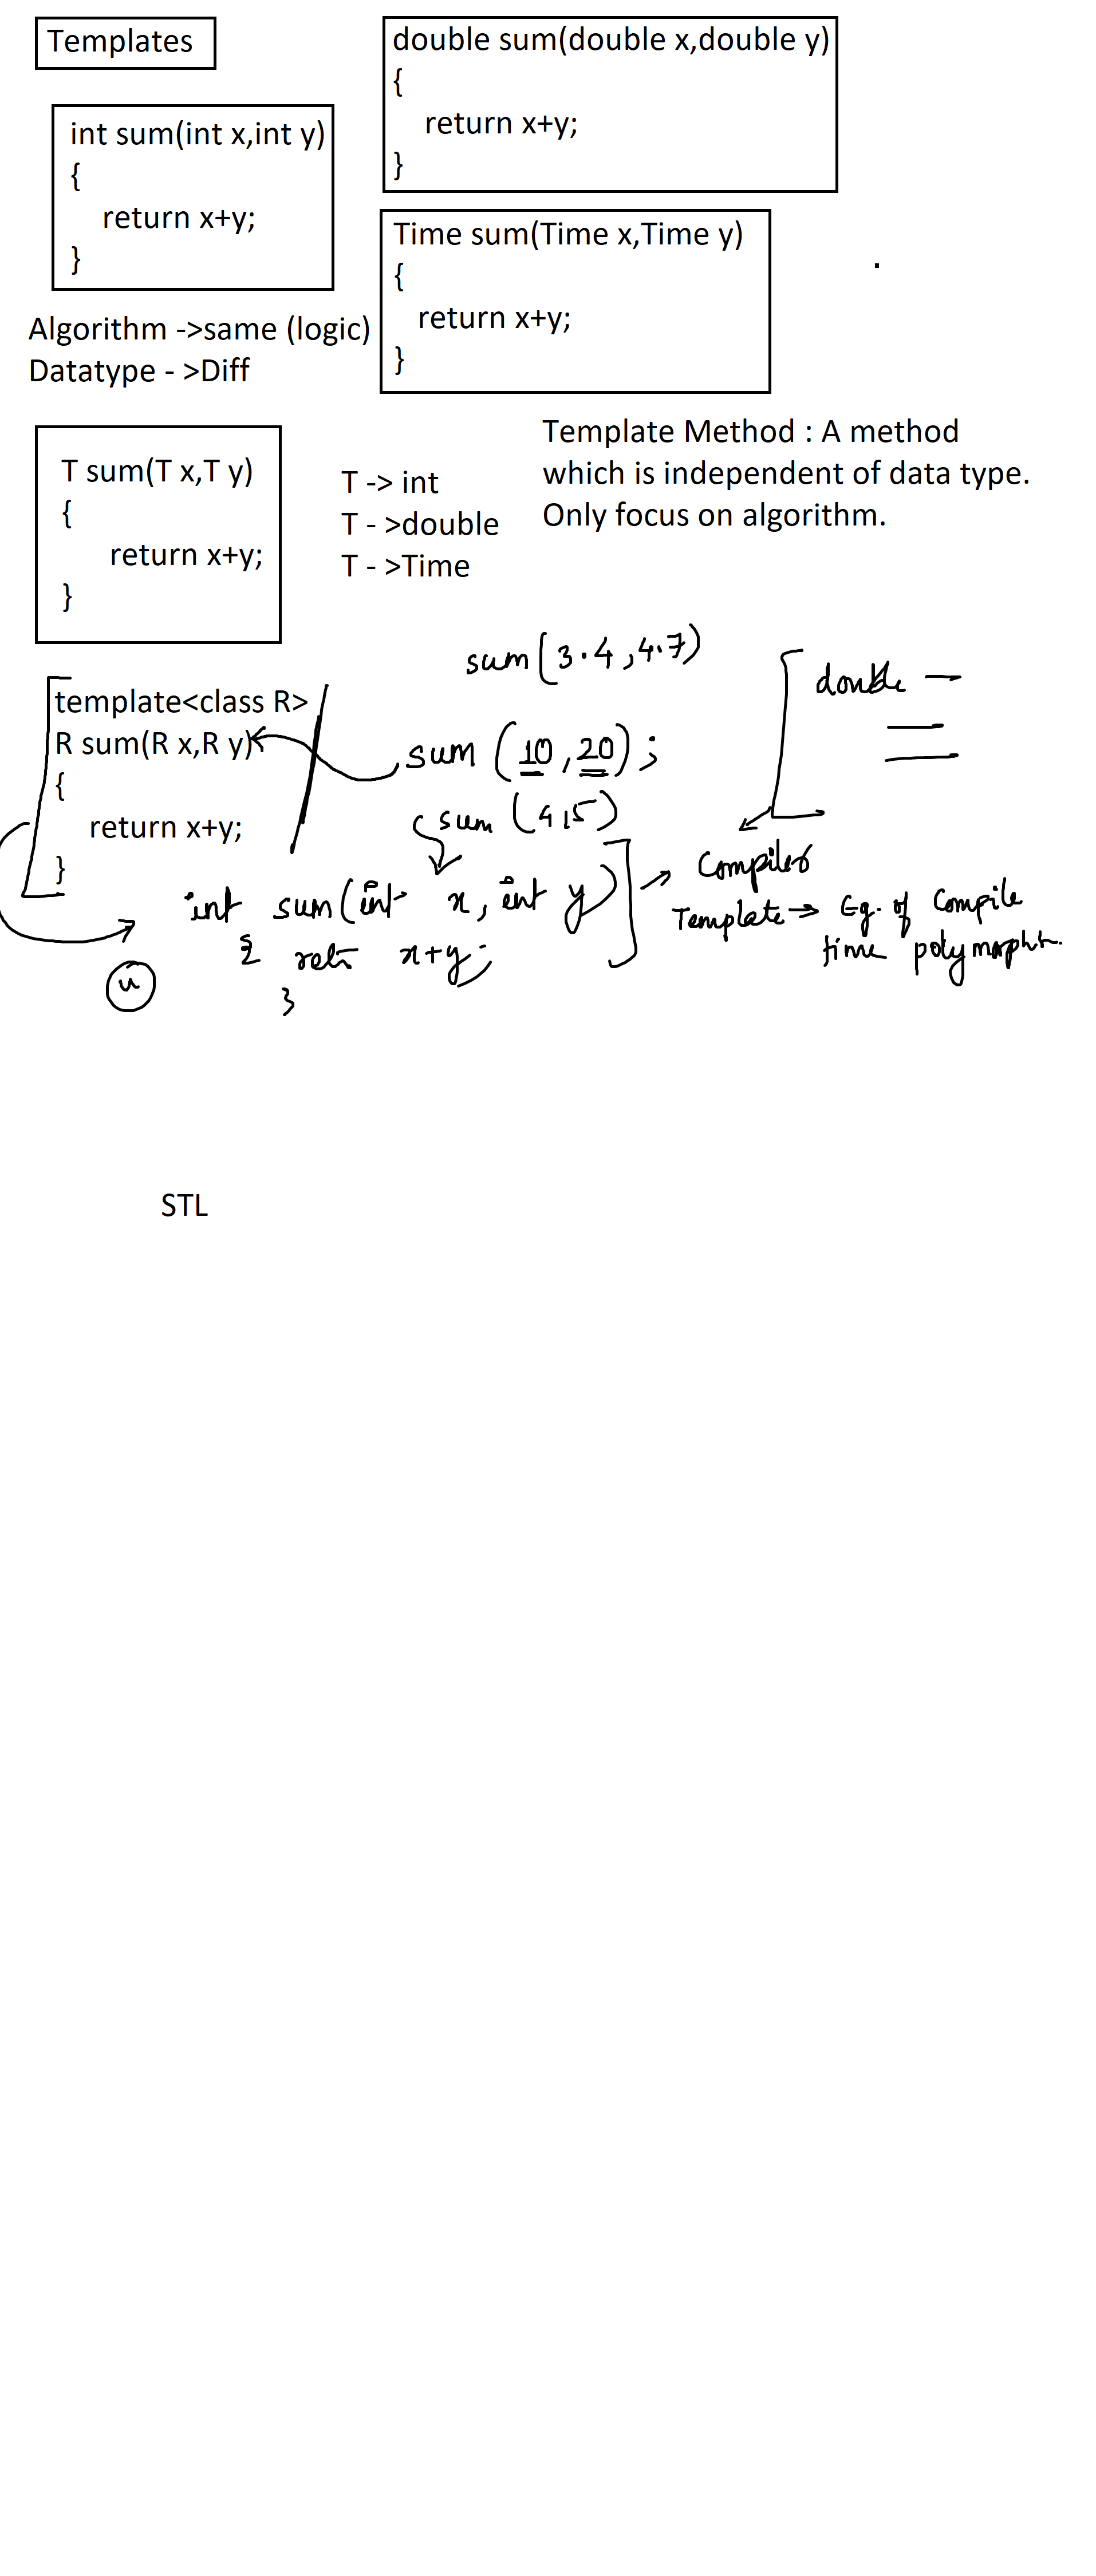 Templates
double sum(double x,double y)
{
return x+y;
}
int sum(int x,int y)
{
return x+y;
}
Time sum(Time x,Time y)
{
return x+y;
}
Algorithm ->same (logic)
Datatype - >Diff
T sum(T x,T y)
{
return x+y;
}
T -> int
T - >double
T - >Time
Template Method : A method
which is independent of data type.
Only focus on algorithm.
sum(3.4,4.7)
double
template<class R>
R sum(R x,R y)
{
return x+y;
}
sum (10,20);
sum (4,5)
int sum(int x, int y)
{ x+y;
}
Compiler
Template → Eg. of Compile
time
STL